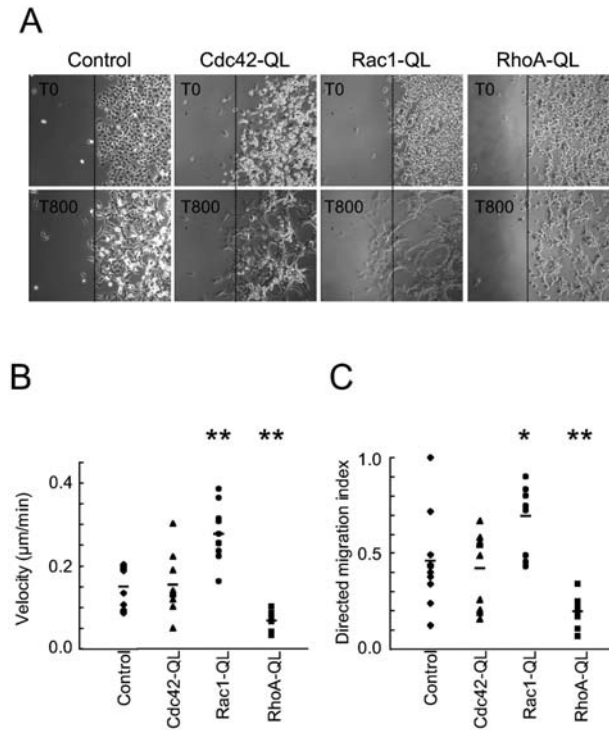 A
Control Cdc42-QL Rac1-QL RhoA-QL
T0 T0 T0 T0
T800 T800 T800 T800
B
** **
Velocity (µm/min)
0.4
0.2
0.0
Control Cdc42-QL Rac1-QL RhoA-QL
C
* **
Directed migration index
1.0
0.5
0.0
Control Cdc42-QL Rac1-QL RhoA-QL